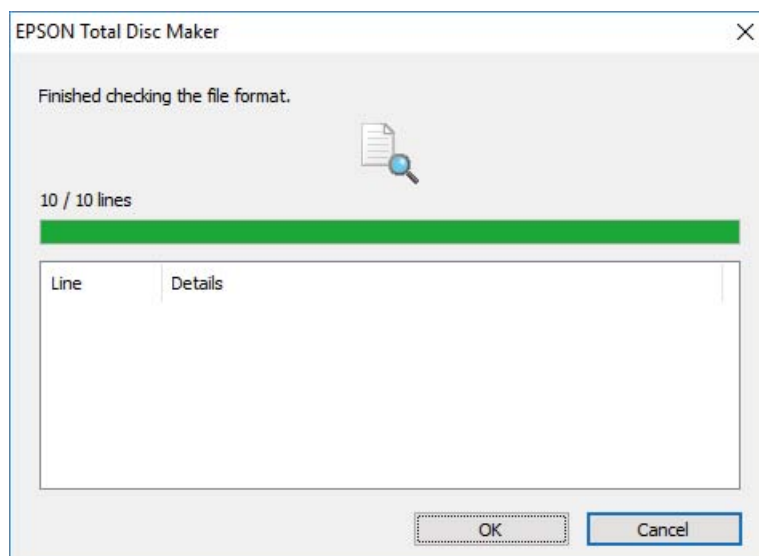 EPSON Total Disc Maker
Finished checking the file format.
10 / 10 lines
Line Details
OK Cancel